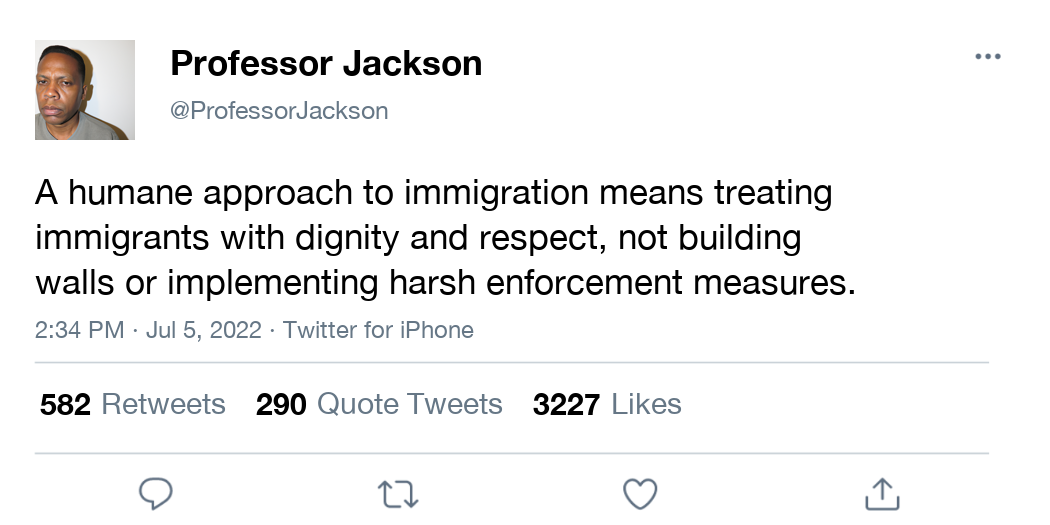 Professor Jackson
@ProfessorJackson
A humane approach to immigration means treating
immigrants with dignity and respect, not building
walls or implementing harsh enforcement measures.
2:34 PM · Jul 5, 2022 · Twitter for iPhone
582 Retweets 290 Quote Tweets 3227 Likes